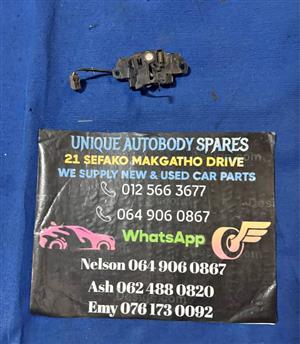 UNIQUE AUTOBODY SPARES
21 SEFAKO MAKGATHO DRIVE
WE SUPPLY NEW & USED CAR PARTS
012 566 3677
064 906 0867
WhatsApp
Nelson 064 906 0867
Ash 062 488 0820
Emy 076 173 0092